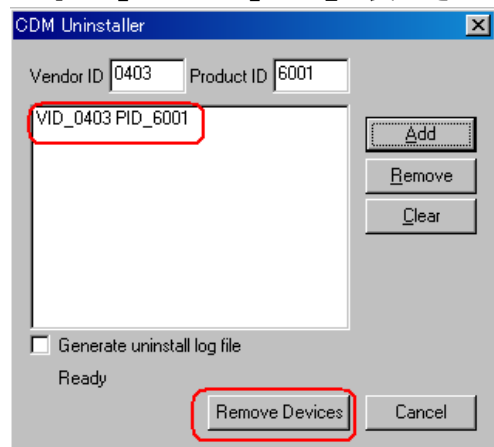 CDM Uninstaller
Vendor ID 0403 Product ID 6001
VID_0403 PID_6001
Add
Remove
Clear
Generate uninstall log file
Ready
Remove Devices Cancel